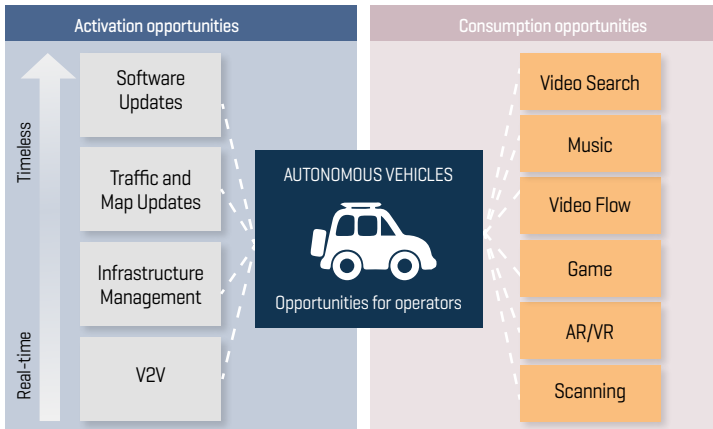 Activation opportunities
Timeless
Real-time
Software
Updates
Traffic and
Map Updates
Infrastructure
Management
V2V
AUTONOMOUS VEHICLES
Opportunities for operators
Consumption opportunities
Video Search
Music
Video Flow
Game
AR/VR
Scanning